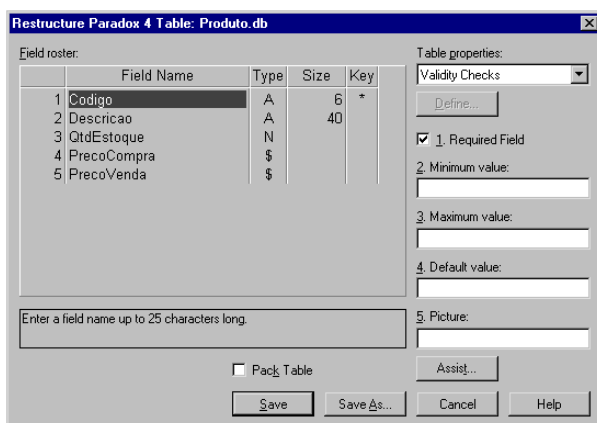 Restructure Paradox 4 Table: Produto.db
Field roster:
Field Name Type Size Key
1 Codigo A 6 *
2 Descricao A 40
3 QtdEstoque N
4 PrecoCompra $
5 PrecoVenda $
Enter a field name up to 25 characters long.
Pack Table
Table properties:
Validity Checks
Define...
1. Required Field
2. Minimum value:
3. Maximum value:
4. Default value:
5. Picture:
Assist...
Save Save As... Cancel Help